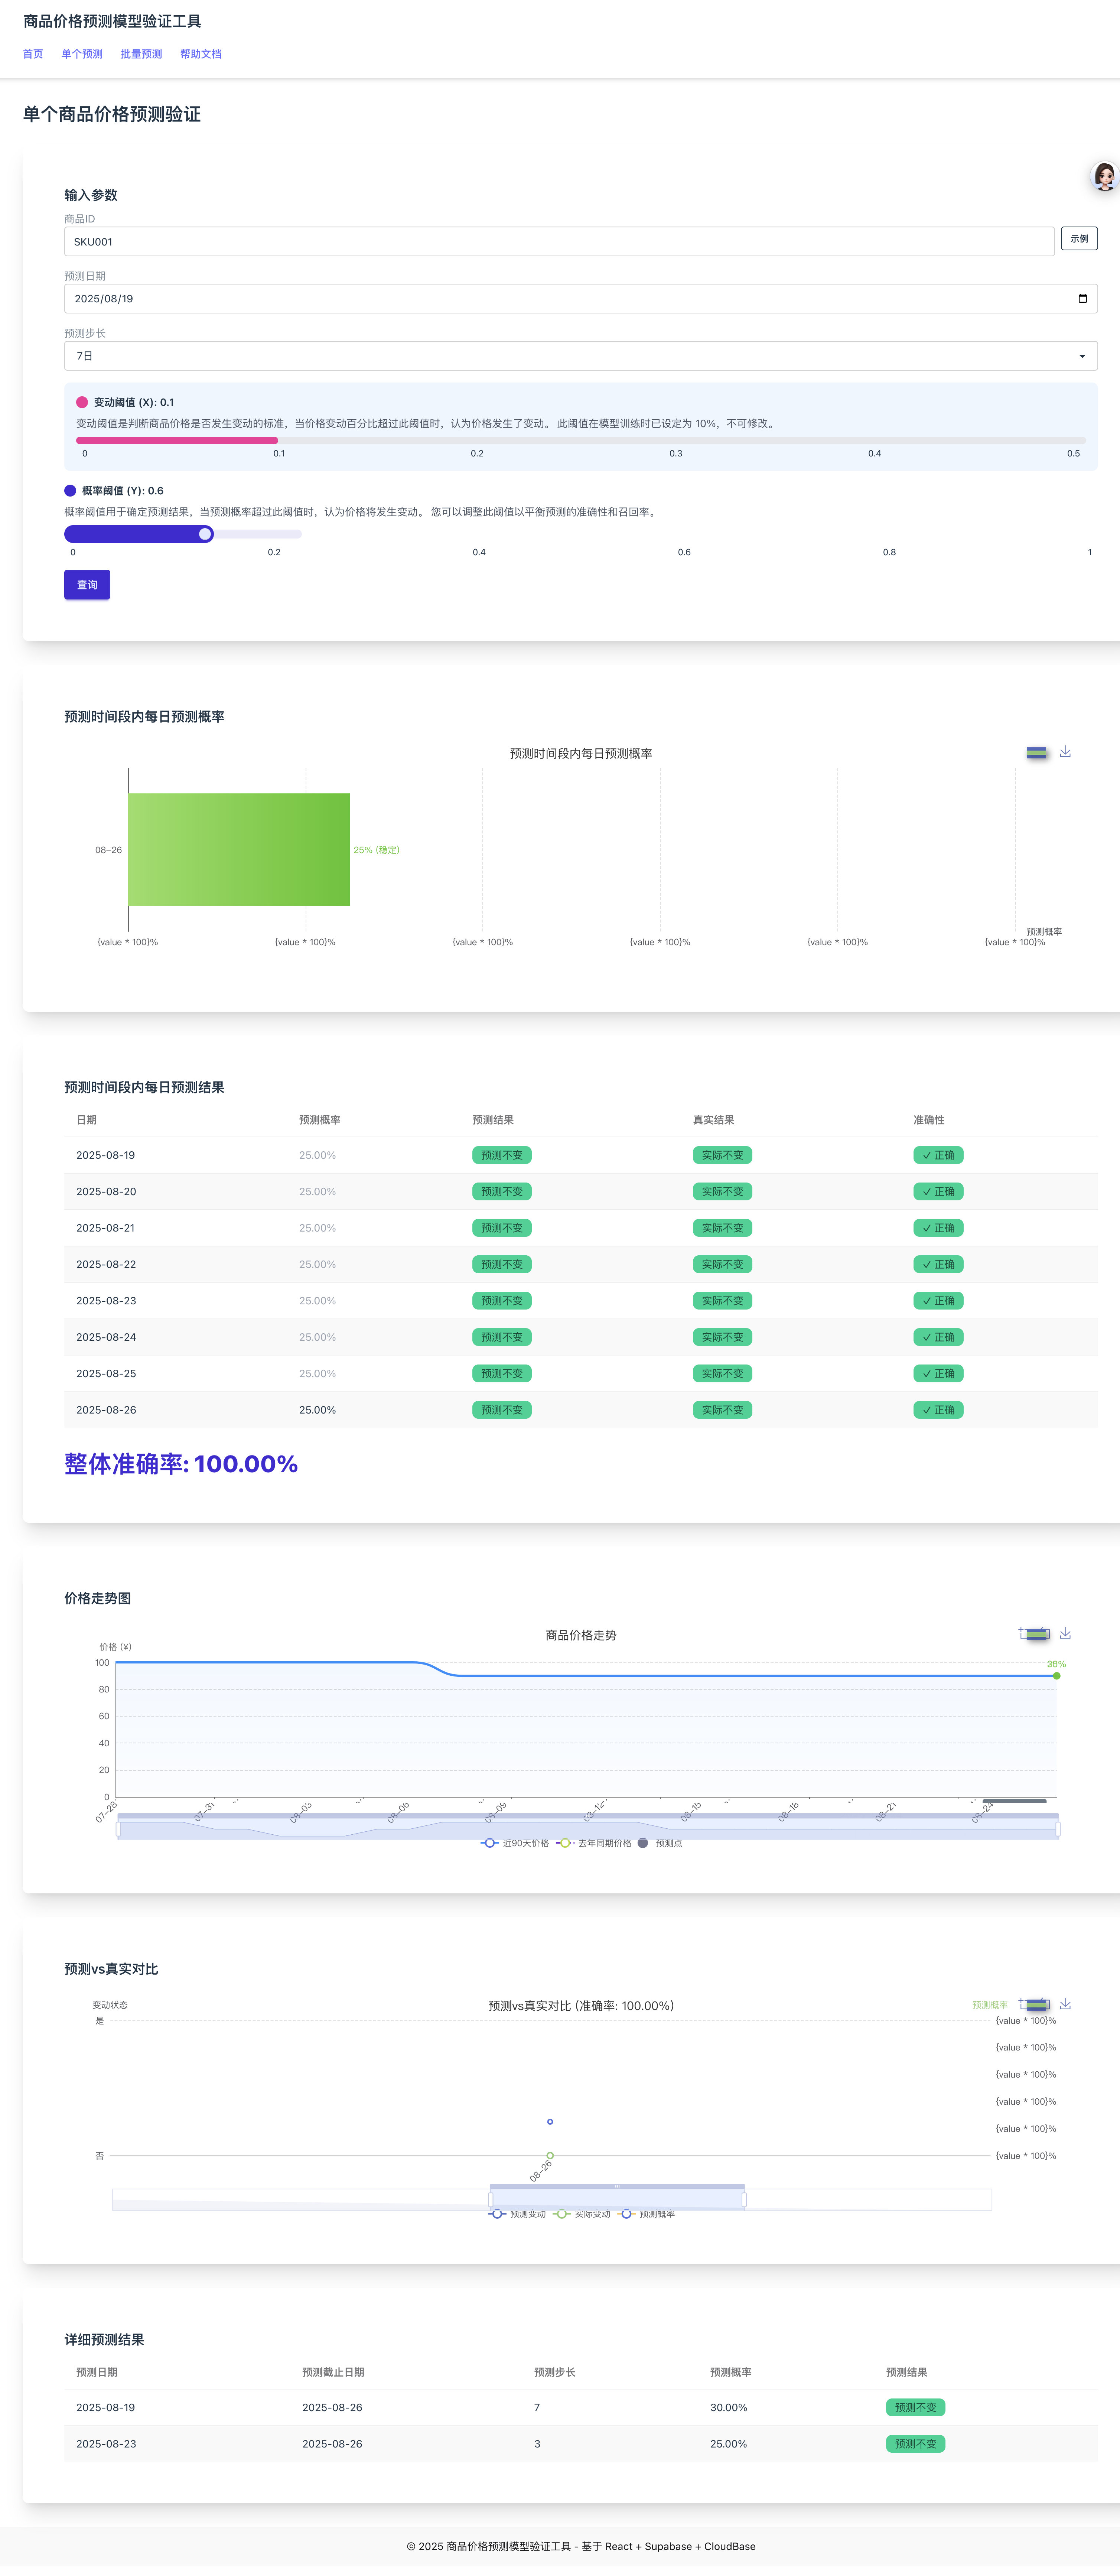 商品价格预测模型验证工具
首页 单个预测 批量预测 帮助文档
单个商品价格预测验证
输入参数
商品ID
SKU001 示例
预测日期
2025/08/19
预测步长
7日
变动阈值 (X): 0.1
变动阈值是判断商品价格是否发生变动的标准，当价格变动百分比超过此阈值时，认为价格发生了变动。 此阈值在模型训练时已设定为 10%，不可修改。
0 0.1 0.2 0.3 0.4 0.5
概率阈值 (Y): 0.6
概率阈值用于确定预测结果，当预测概率超过此阈值时，认为价格将发生变动。 您可以调整此阈值以平衡预测的准确性和召回率。
0 0.2 0.4 0.6 0.8 1
查询
预测时间段内每日预测概率
预测时间段内每日预测概率
08-26 25% (稳定)
预测概率
{value * 100}% {value * 100}% {value * 100}% {value * 100}% {value * 100}% {value * 100}%
预测时间段内每日预测结果
日期 预测概率 预测结果 真实结果 准确性
2025-08-19 25.00% 预测不变 实际不变 ✓ 正确
2025-08-20 25.00% 预测不变 实际不变 ✓ 正确
2025-08-21 25.00% 预测不变 实际不变 ✓ 正确
2025-08-22 25.00% 预测不变 实际不变 ✓ 正确
2025-08-23 25.00% 预测不变 实际不变 ✓ 正确
2025-08-24 25.00% 预测不变 实际不变 ✓ 正确
2025-08-25 25.00% 预测不变 实际不变 ✓ 正确
2025-08-26 25.00% 预测不变 实际不变 ✓ 正确
整体准确率: 100.00%
价格走势图
商品价格走势
价格 (¥)
100
80
60
40
20
0
07-28 07-31 08-03 08-06 08-09 08-12 08-15 08-18 08-21 08-24
近90天价格 去年同期价格 预测点
预测vs真实对比
变动状态 预测vs真实对比 (准确率: 100.00%) 预测概率
是 {value * 100}%
{value * 100}%
{value * 100}%
{value * 100}%
{value * 100}%
否 {value * 100}%
08-26
预测变动 实际变动 预测概率
详细预测结果
预测日期 预测截止日期 预测步长 预测概率 预测结果
2025-08-19 2025-08-26 7 30.00% 预测不变
2025-08-23 2025-08-26 3 25.00% 预测不变
© 2025 商品价格预测模型验证工具 - 基于 React + Supabase + CloudBase